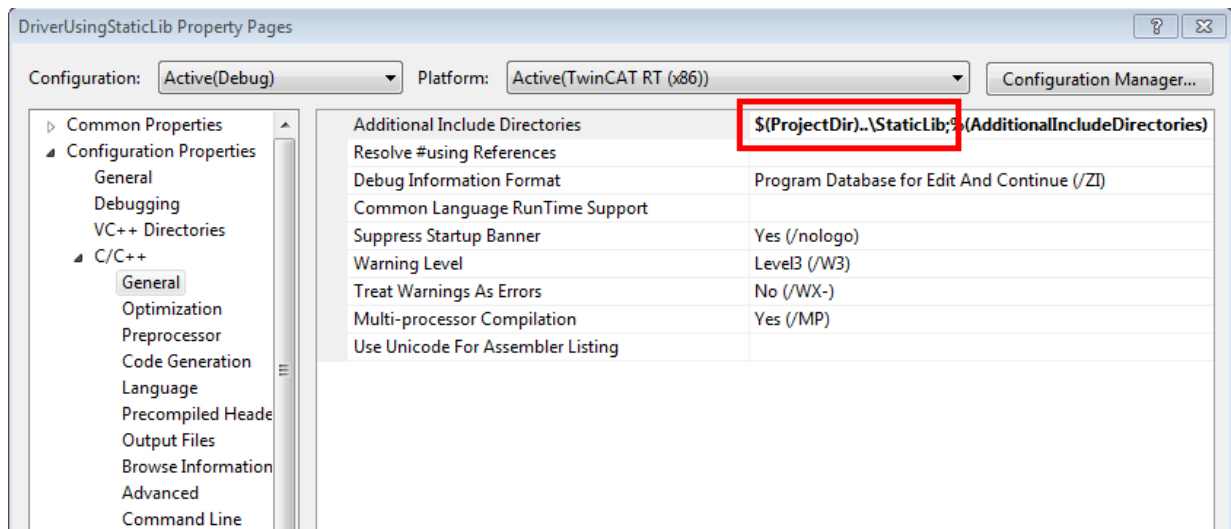 DriverUsingStaticLib Property Pages
Configuration: Active(Debug) Platform: Active(TwinCAT RT (x86)) Configuration Manager...
Common Properties
Configuration Properties
General
Debugging
VC++ Directories
C/C++
General
Optimization
Preprocessor
Code Generation
Language
Precompiled Heade
Output Files
Browse Information
Advanced
Command Line
Additional Include Directories $(ProjectDir)..\StaticLib;%(AdditionalIncludeDirectories)
Resolve #using References
Debug Information Format Program Database for Edit And Continue (/ZI)
Common Language RunTime Support
Suppress Startup Banner Yes (/nologo)
Warning Level Level3 (/W3)
Treat Warnings As Errors No (/WX-)
Multi-processor Compilation Yes (/MP)
Use Unicode For Assembler Listing